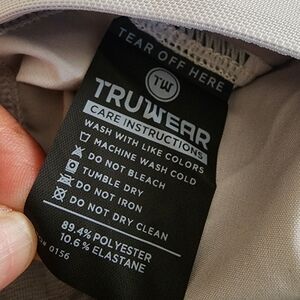 TEAR OFF HERE
TW
TRUWEAR
CARE INSTRUCTIONS
WASH WITH LIKE COLORS
MACHINE WASH COLD
DO NOT BLEACH
TUMBLE DRY
DO NOT IRON
DO NOT DRY CLEAN
89.4% POLYESTER
10.6% ELASTANE
0156